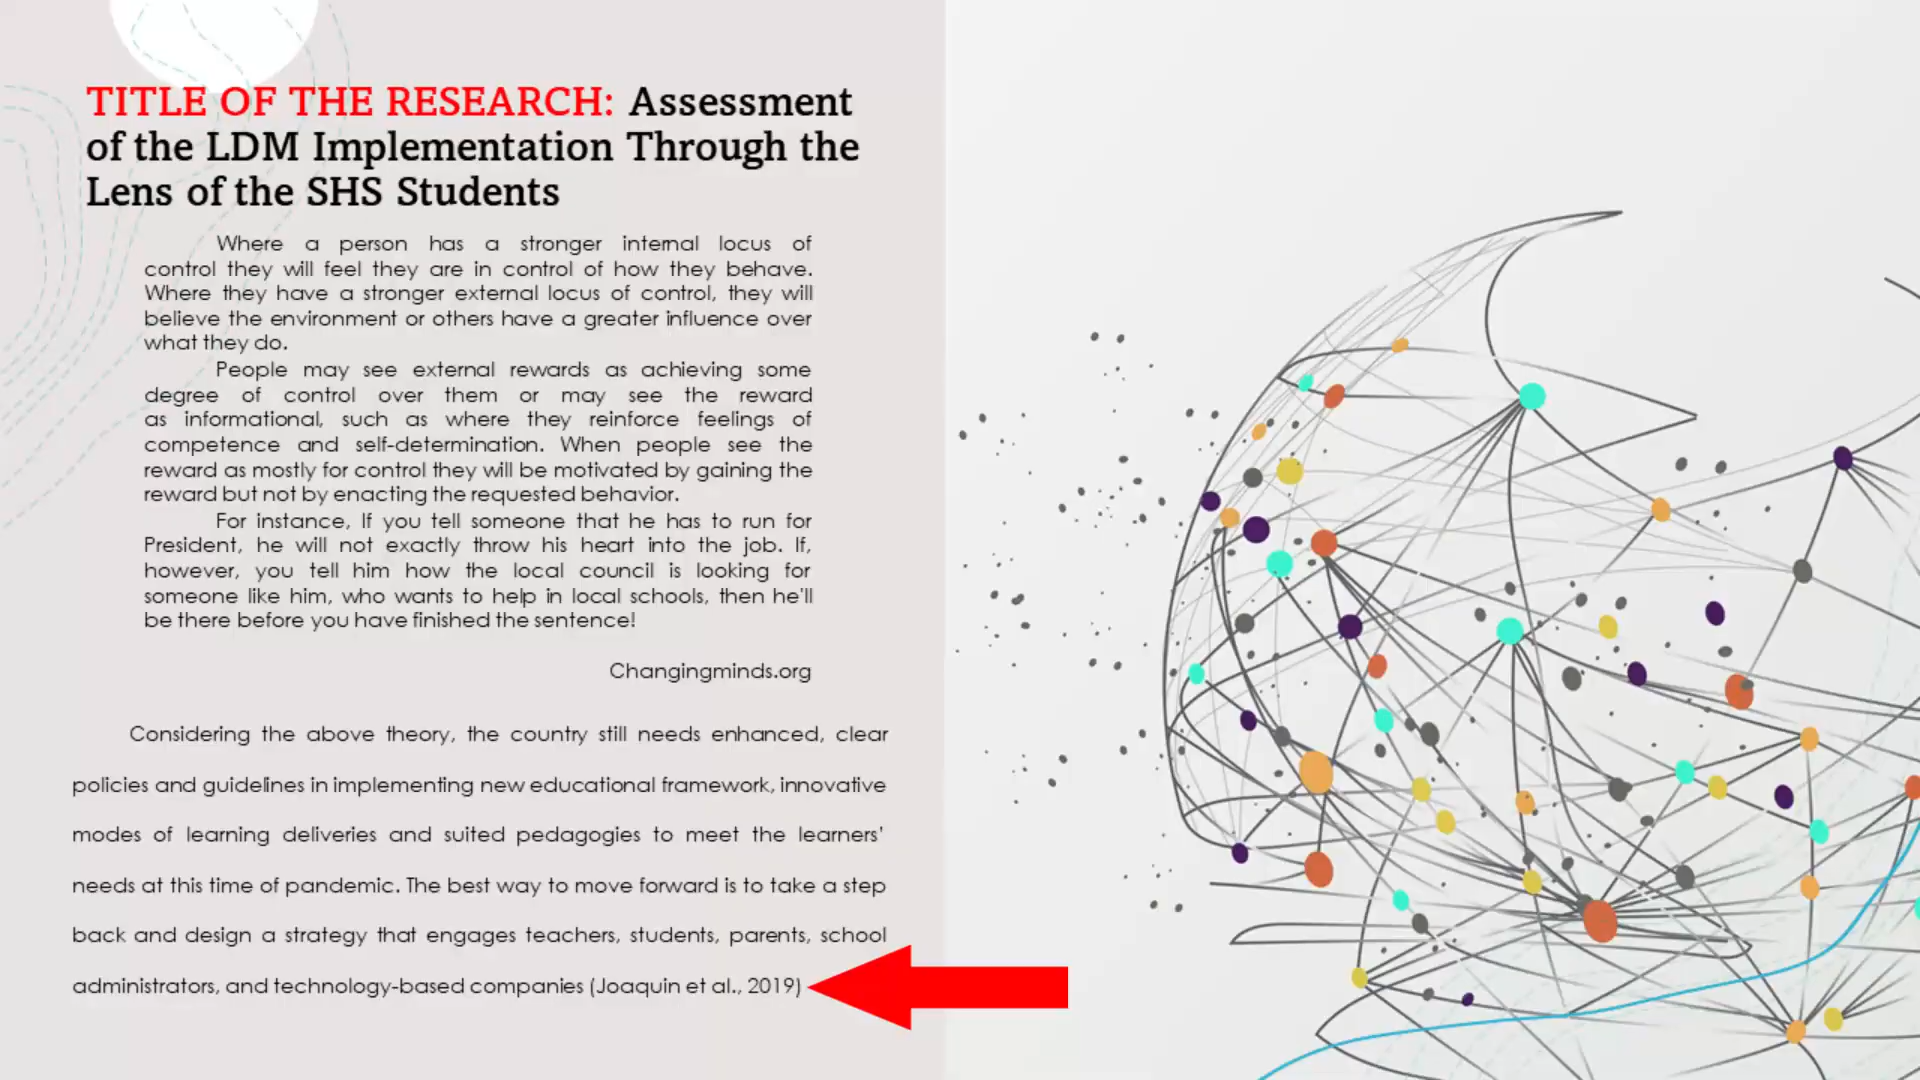 TITLE OF THE RESEARCH: Assessment
of the LDM Implementation Through the
Lens of the SHS Students
Where a person has a stronger internal locus of
control they will feel they are in control of how they behave.
Where they have a stronger external locus of control, they will
believe the environment or others have a greater influence over
what they do.
People may see external rewards as achieving some
degree of control over them or may see the reward
as informational, such as where they reinforce feelings of
competence and self-determination. When people see the
reward as mostly for control they will be motivated by gaining the
reward but not by enacting the requested behavior.
For instance, If you tell someone that he has to run for
President, he will not exactly throw his heart into the job. If,
however, you tell him how the local council is looking for
someone like him, who wants to help in local schools, then he'll
be there before you have finished the sentence!
Changingminds.org
Considering the above theory, the country still needs enhanced, clear
policies and guidelines in implementing new educational framework, innovative
modes of learning deliveries and suited pedagogies to meet the learners'
needs at this time of pandemic. The best way to move forward is to take a step
back and design a strategy that engages teachers, students, parents, school
administrators, and technology-based companies (Joaquin et al., 2019)